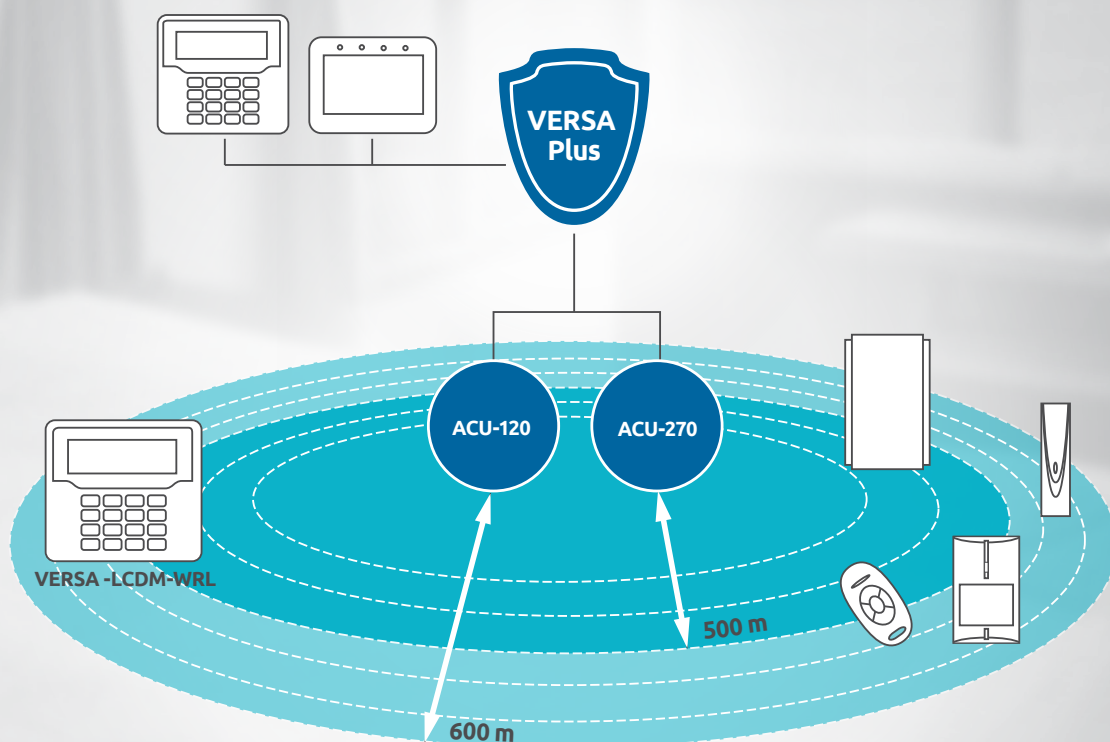 VERSA
Plus
ACU-120
ACU-270
VERSA -LCDM-WRL
500 m
600 m